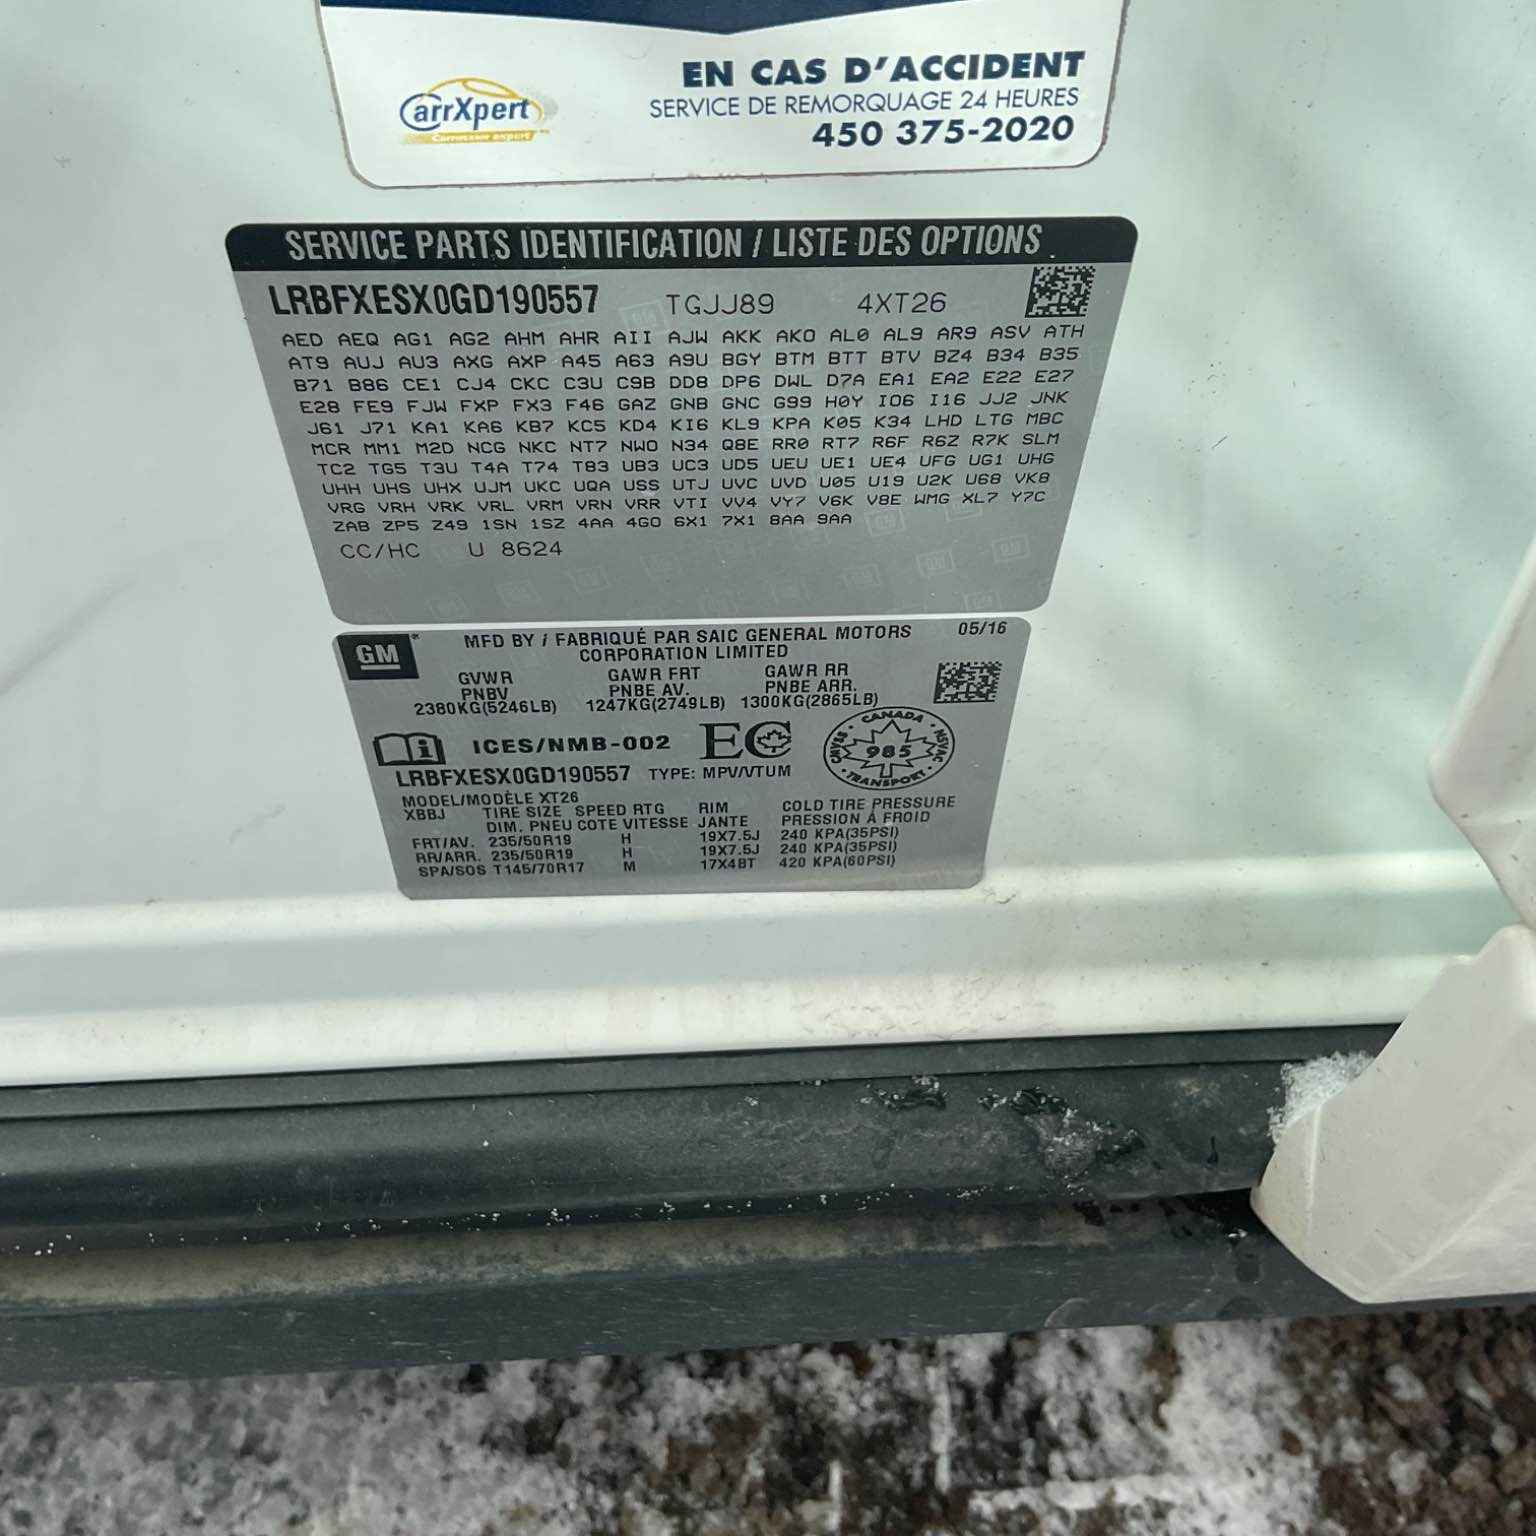 CarrXpert
Carrossier expert
EN CAS D'ACCIDENT
SERVICE DE REMORQUAGE 24 HEURES
450 375-2020
SERVICE PARTS IDENTIFICATION / LISTE DES OPTIONS
LRBFXESX0GD190557 TGJJ89 4XT26
AED AEQ AG1 AG2 AHM AHR AII AJW AKK AKO AL0 AL9 AR9 ASV ATH
AT9 AUJ AU3 AXG AXP A45 A63 A9U BGY BTM BTT BTV BZ4 B34 B35
B71 B86 CE1 CJ4 CKC C3U C9B DD8 DP6 DWL D7A EA1 EA2 E22 E27
E28 FE9 FJW FXP FX3 F46 GAZ GNB GNC G99 H0Y IO6 I16 JJ2 JNK
J61 J71 KA1 KA6 KB7 KC5 KD4 KI6 KL9 KPA K05 K34 LHD LTG MBC
MCR MM1 M2D NCG NKC NT7 NWO N34 Q8E RR0 RT7 R6F R6Z R7K SLM
TC2 TG5 T3U T4A T74 T83 UB3 UC3 UD5 UEU UE1 UE4 UFG UG1 UHG
UHH UHS UHX UJM UKC UQA USS UTJ UVC UVD U05 U19 U2K U68 VK8
VRG VRH VRK VRL VRM VRN VRR VTI VV4 VY7 V6K V8E WMG XL7 Y7C
ZAB ZP5 Z49 1SN 1SZ 4AA 4GO 6X1 7X1 8AA 9AA
CC/HC U 8624
GM MFD BY / FABRIQUÉ PAR SAIC GENERAL MOTORS 05/16
CORPORATION LIMITED
GVWR GAWR FRT GAWR RR
PNBV PNBE AV. PNBE ARR.
2380KG(5246LB) 1247KG(2749LB) 1300KG(2865LB)
ICES/NMB-002 EC CANADA NSVAC TRANSPORT CMVSS 985
LRBFXESX0GD190557 TYPE: MPV/VTUM
MODEL/MODÈLE XT26
XBBJ TIRE SIZE SPEED RTG RIM COLD TIRE PRESSURE
DIM. PNEU COTE VITESSE JANTE PRESSION À FROID
FRT/AV. 235/50R19 H 19X7.5J 240 KPA(35PSI)
RR/ARR. 235/50R19 H 19X7.5J 240 KPA(35PSI)
SPA/SOS T145/70R17 M 17X4BT 420 KPA(60PSI)